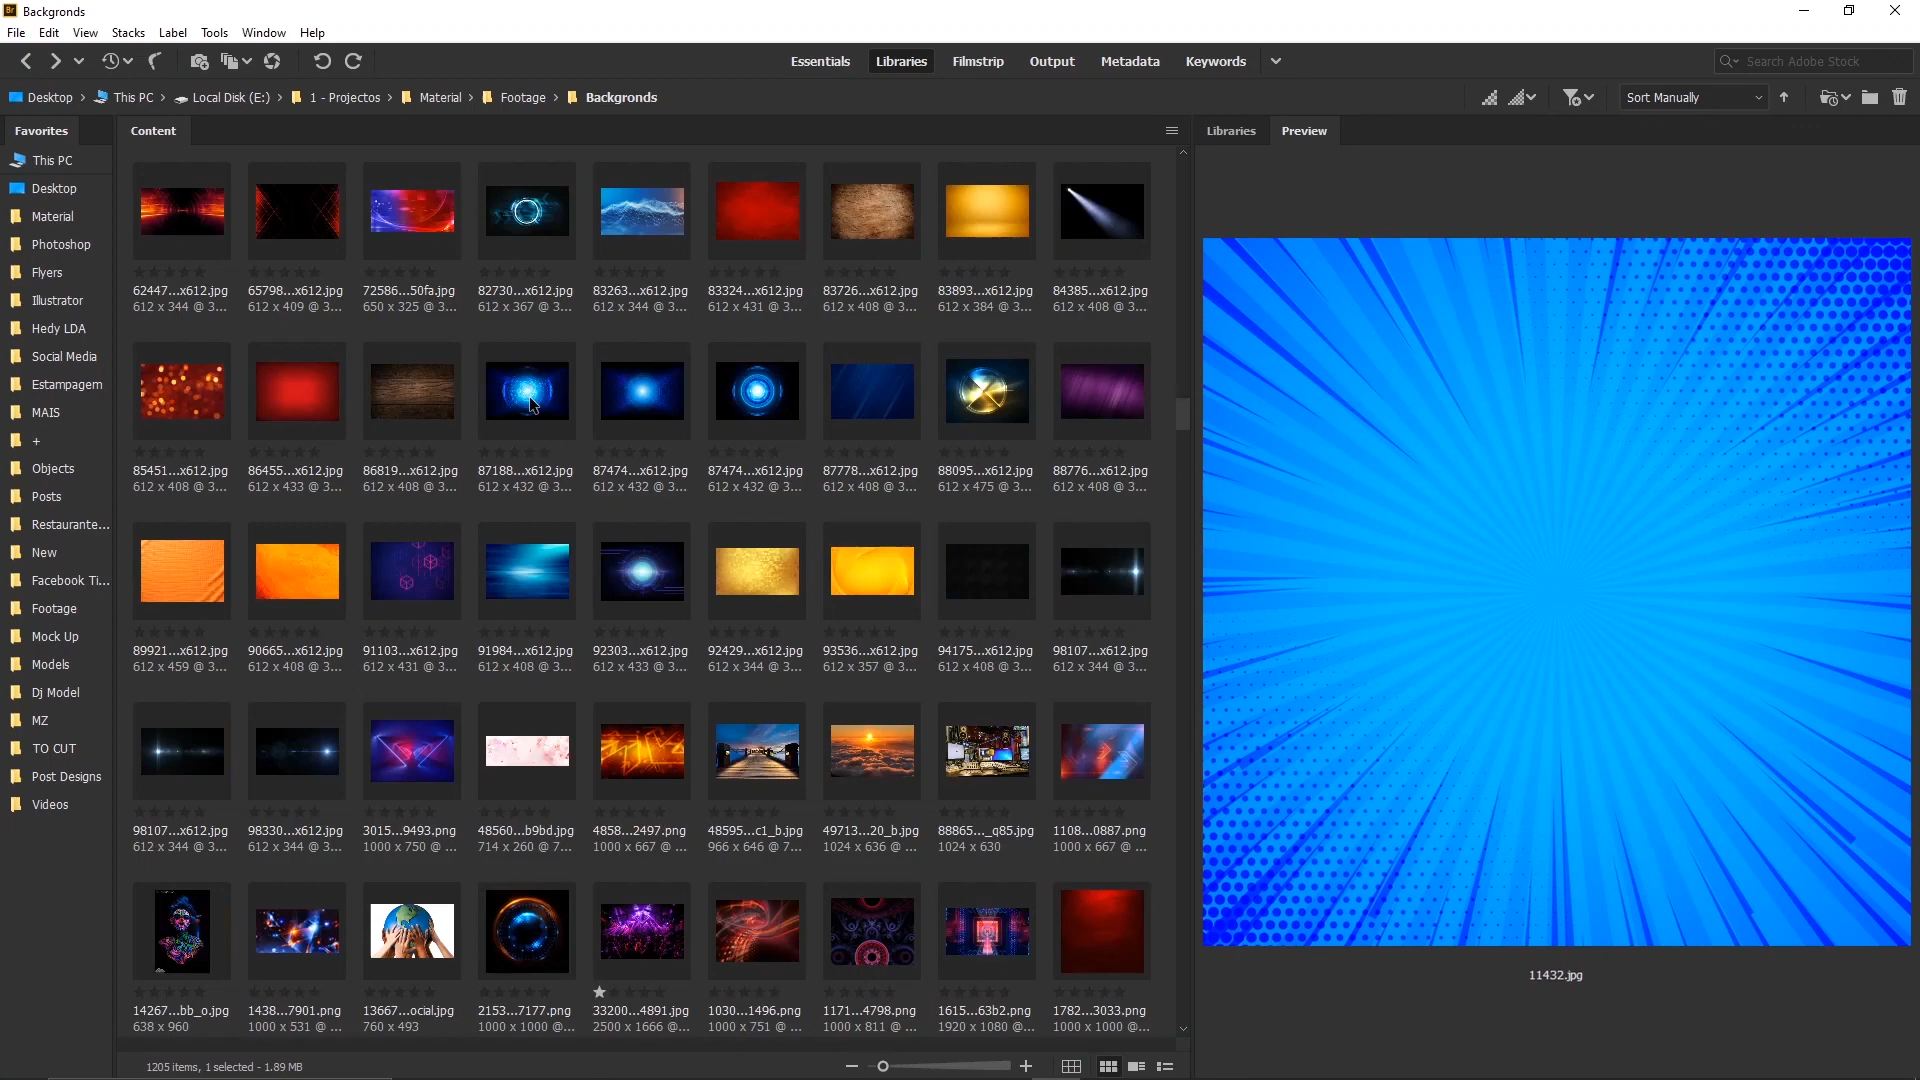 Br Backgronds
File Edit View Stacks Label Tools Window Help
Essentials Libraries Filmstrip Output Metadata Keywords
Search Adobe Stock
Desktop This PC Local Disk (E:) 1 - Projectos Material Footage Backgronds
Sort Manually
Favorites
This PC
Desktop
Material
Photoshop
Flyers
Illustrator
Hedy LDA
Social Media
Estampagem
MAIS
+
Objects
Posts
Restaurante...
New
Facebook Ti...
Footage
Mock Up
Models
Dj Model
MZ
TO CUT
Post Designs
Videos
Content
62447...x612.jpg 65798...x612.jpg 72586...50fa.jpg 82730...x612.jpg 83263...x612.jpg 83324...x612.jpg 83726...x612.jpg 83893...x612.jpg 84385...x612.jpg
612 x 344 @ 3... 612 x 409 @ 3... 650 x 325 @ 3... 612 x 367 @ 3... 612 x 344 @ 3... 612 x 431 @ 3... 612 x 408 @ 3... 612 x 384 @ 3... 612 x 408 @ 3...
85451...x612.jpg 86455...x612.jpg 86819...x612.jpg 87188...x612.jpg 87474...x612.jpg 87474...x612.jpg 87778...x612.jpg 88095...x612.jpg 88776...x612.jpg
612 x 408 @ 3... 612 x 433 @ 3... 612 x 408 @ 3... 612 x 432 @ 3... 612 x 432 @ 3... 612 x 432 @ 3... 612 x 408 @ 3... 612 x 475 @ 3... 612 x 408 @ 3...
89921...x612.jpg 90665...x612.jpg 91103...x612.jpg 91984...x612.jpg 92303...x612.jpg 92429...x612.jpg 93536...x612.jpg 94175...x612.jpg 98107...x612.jpg
612 x 459 @ 3... 612 x 408 @ 3... 612 x 431 @ 3... 612 x 408 @ 3... 612 x 433 @ 3... 612 x 344 @ 3... 612 x 357 @ 3... 612 x 408 @ 3... 612 x 344 @ 3...
98107...x612.jpg 98330...x612.jpg 3015...9493.png 48560...b9bd.jpg 4858...2497.png 48595...c1_b.jpg 49713...20_b.jpg 88865..._q85.jpg 1108...0887.png
612 x 344 @ 3... 612 x 344 @ 3... 1000 x 750 @ ... 714 x 260 @ 7... 1000 x 667 @ ... 966 x 646 @ 7... 1024 x 636 @ ... 1024 x 630 1000 x 667 @ ...
14267...bb_o.jpg 1438...7901.png 13667...ocial.jpg 2153...7177.png 33200...4891.jpg 1030...1496.png 1171...4798.png 1615...63b2.png 1782...3033.png
638 x 960 1000 x 531 @ ... 760 x 493 1000 x 1000 @... 2500 x 1666 @... 1000 x 751 @ ... 1000 x 811 @ ... 1920 x 1080 @... 1000 x 1000 @...
1205 items, 1 selected - 1.89 MB
Libraries Preview
11432.jpg